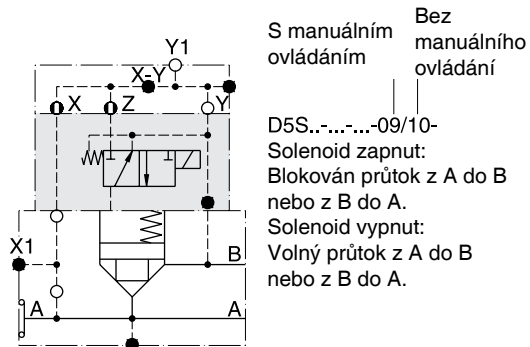 Y1
X-Y
X
Z
Y
X1
B
A
A
S manuálním
ovládáním
Bez
manuálního
ovládání
D5S..-...-...-09/10-
Solenoid zapnut:
Blokován průtok z A do B
nebo z B do A.
Solenoid vypnut:
Volný průtok z A do B
nebo z B do A.